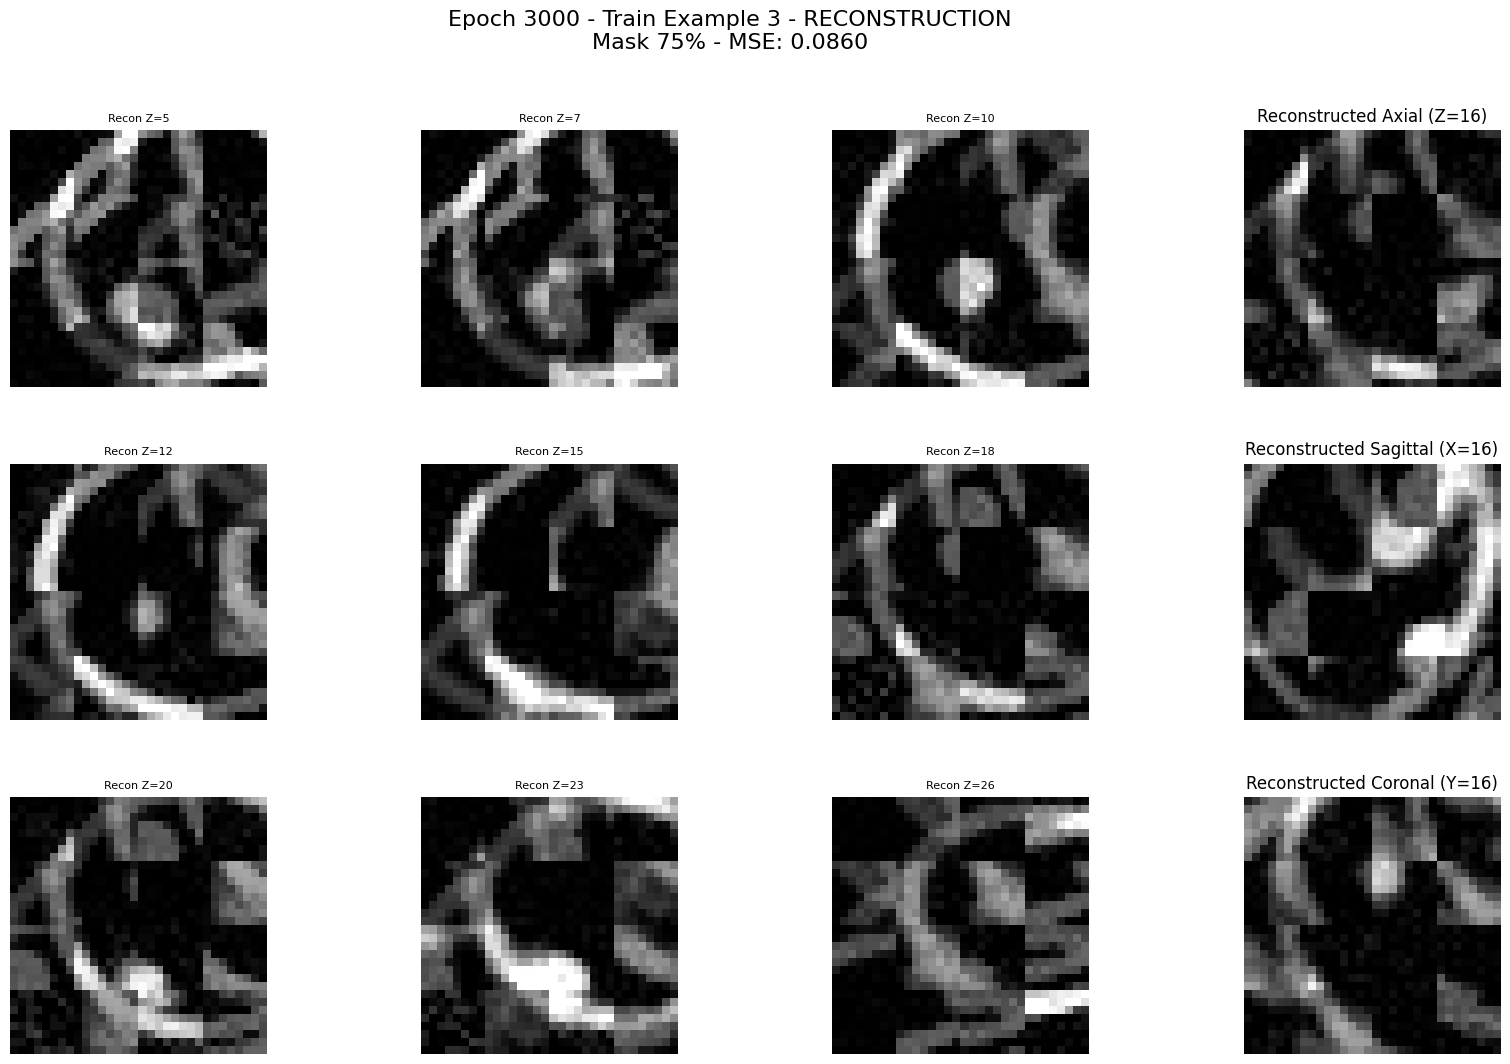 Epoch 3000 - Train Example 3 - RECONSTRUCTION
Mask 75% - MSE: 0.0860
Recon Z=5
Recon Z=7
Recon Z=10
Reconstructed Axial (Z=16)
Recon Z=12
Recon Z=15
Recon Z=18
Reconstructed Sagittal (X=16)
Recon Z=20
Recon Z=23
Recon Z=26
Reconstructed Coronal (Y=16)